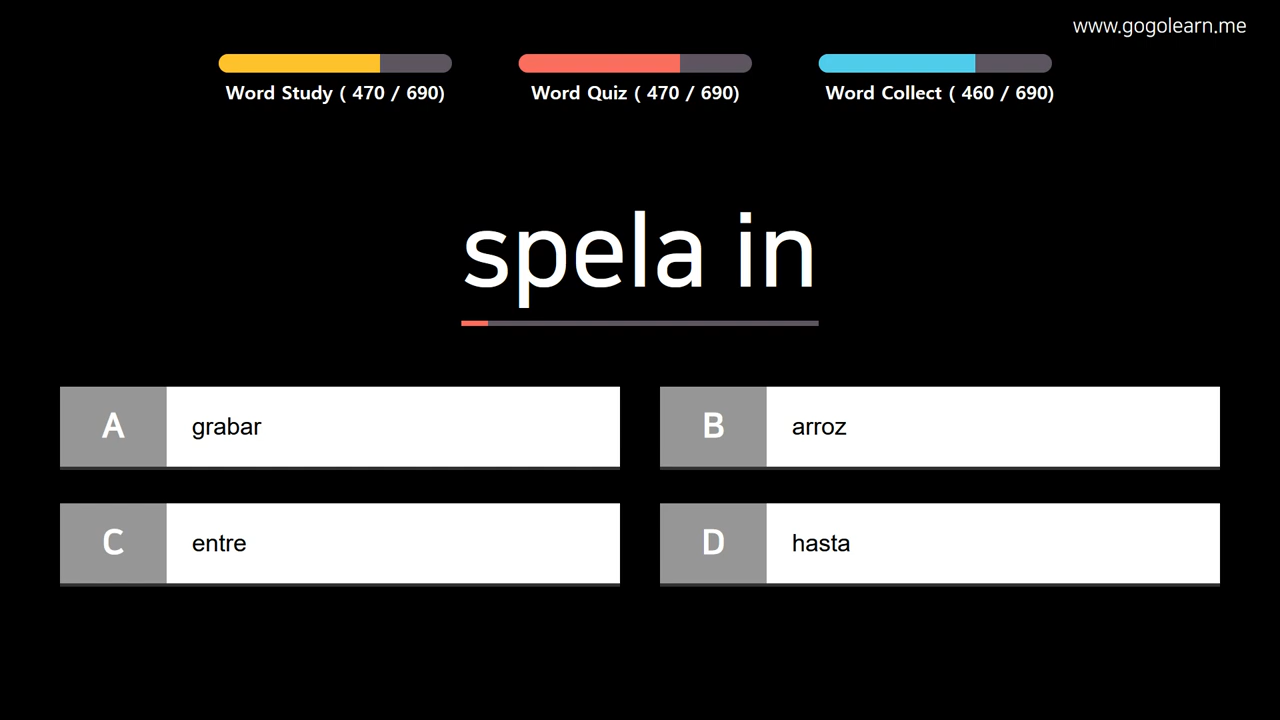 www.gogolearn.me
Word Study ( 470 / 690)
Word Quiz ( 470 / 690)
Word Collect ( 460 / 690)
spela in
A
grabar
B
arroz
C
entre
D
hasta